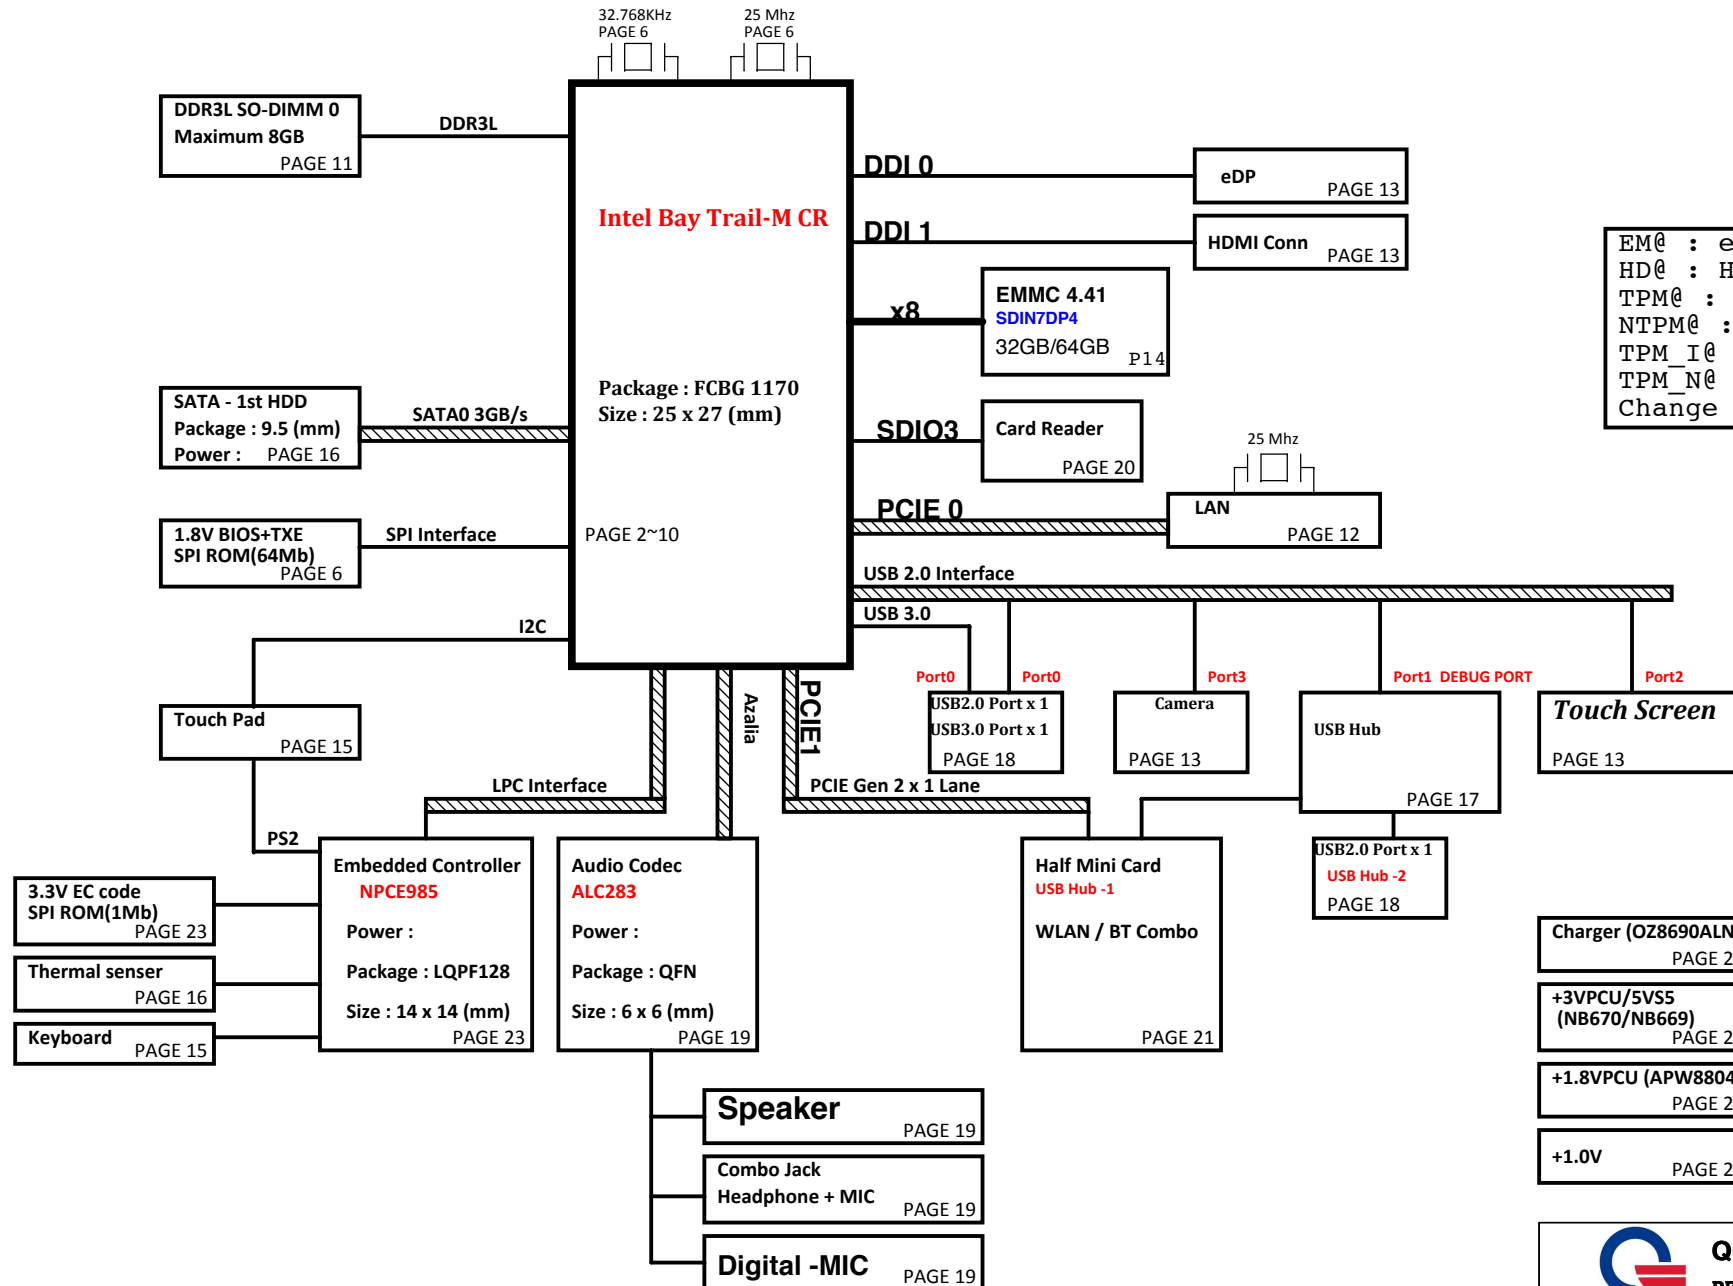 32.768KHz
PAGE 6
25 Mhz
PAGE 6
DDR3L SO-DIMM 0
Maximum 8GB
PAGE 11
DDR3L
Intel Bay Trail-M CR
Package : FCBG 1170
Size : 25 x 27 (mm)
PAGE 2~10
DDI 0
eDP
PAGE 13
DDI 1
HDMI Conn
PAGE 13
x8
EMMC 4.41
SDIN7DP4
32GB/64GB
P14
EM@ : e
HD@ : H
TPM@ :
NTPM@ :
TPM_I@
TPM_N@
Change
SATA - 1st HDD
Package : 9.5 (mm)
Power :
PAGE 16
SATA0 3GB/s
SDIO3
Card Reader
PAGE 20
25 Mhz
PCIE 0
LAN
PAGE 12
1.8V BIOS+TXE
SPI ROM(64Mb)
PAGE 6
SPI Interface
USB 2.0 Interface
USB 3.0
I2C
Touch Pad
PAGE 15
PS2
LPC Interface
Azalia
PCIE1
PCIE Gen 2 x 1 Lane
Port0
Port0
USB2.0 Port x 1
USB3.0 Port x 1
PAGE 18
Port3
Camera
PAGE 13
Port1 DEBUG PORT
USB Hub
PAGE 17
Port2
Touch Screen
PAGE 13
3.3V EC code
SPI ROM(1Mb)
PAGE 23
Thermal senser
PAGE 16
Keyboard
PAGE 15
Embedded Controller
NPCE985
Power :
Package : LQPF128
Size : 14 x 14 (mm)
PAGE 23
Audio Codec
ALC283
Power :
Package : QFN
Size : 6 x 6 (mm)
PAGE 19
Half Mini Card
USB Hub -1
WLAN / BT Combo
PAGE 21
USB2.0 Port x 1
USB Hub -2
PAGE 18
Speaker
PAGE 19
Combo Jack
Headphone + MIC
PAGE 19
Digital -MIC
PAGE 19
Charger (OZ8690ALN
PAGE 2
+3VPCU/5VS5
(NB670/NB669)
PAGE 2
+1.8VPCU (APW8804
PAGE 2
+1.0V
PAGE 2
Q